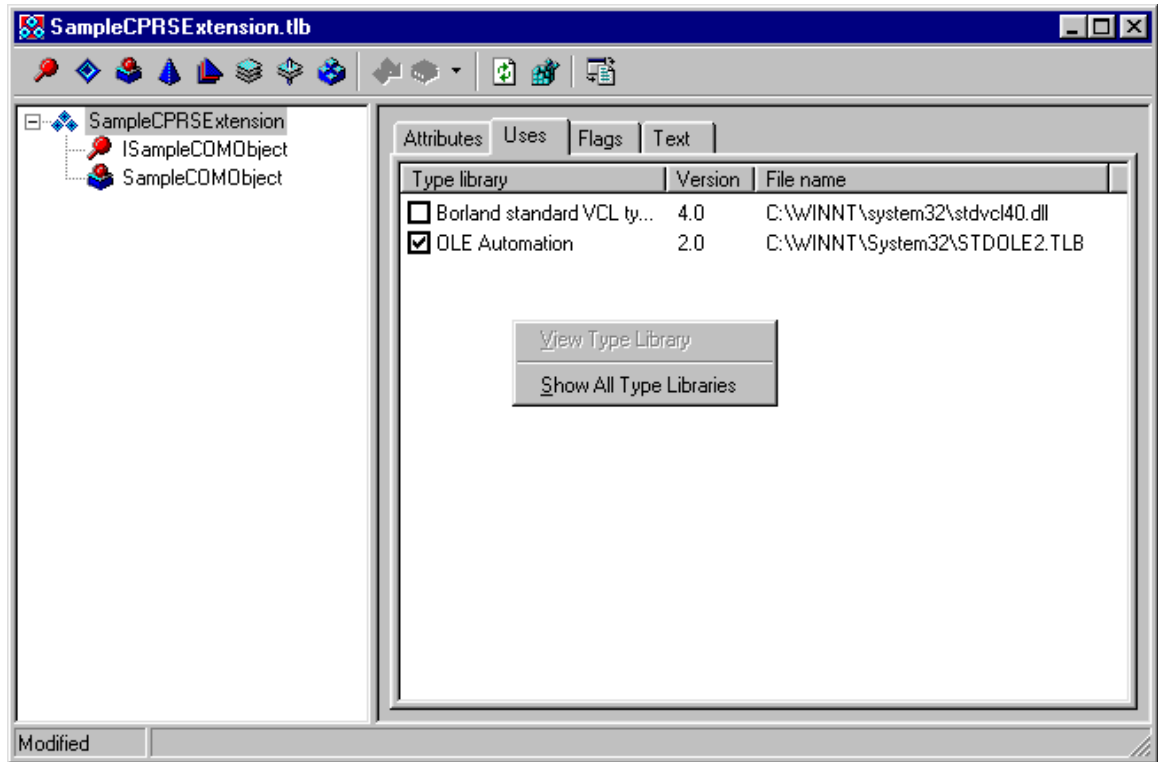 SampleCPRSExtension.tlb
SampleCPRSExtension
ISampleCOMObject
SampleCOMObject
Attributes Uses Flags Text
Type library Version File name
Borland standard VCL ty... 4.0 C:\WINNT\system32\stdvcl40.dll
OLE Automation 2.0 C:\WINNT\System32\STDOLE2.TLB
View Type Library
Show All Type Libraries
Modified